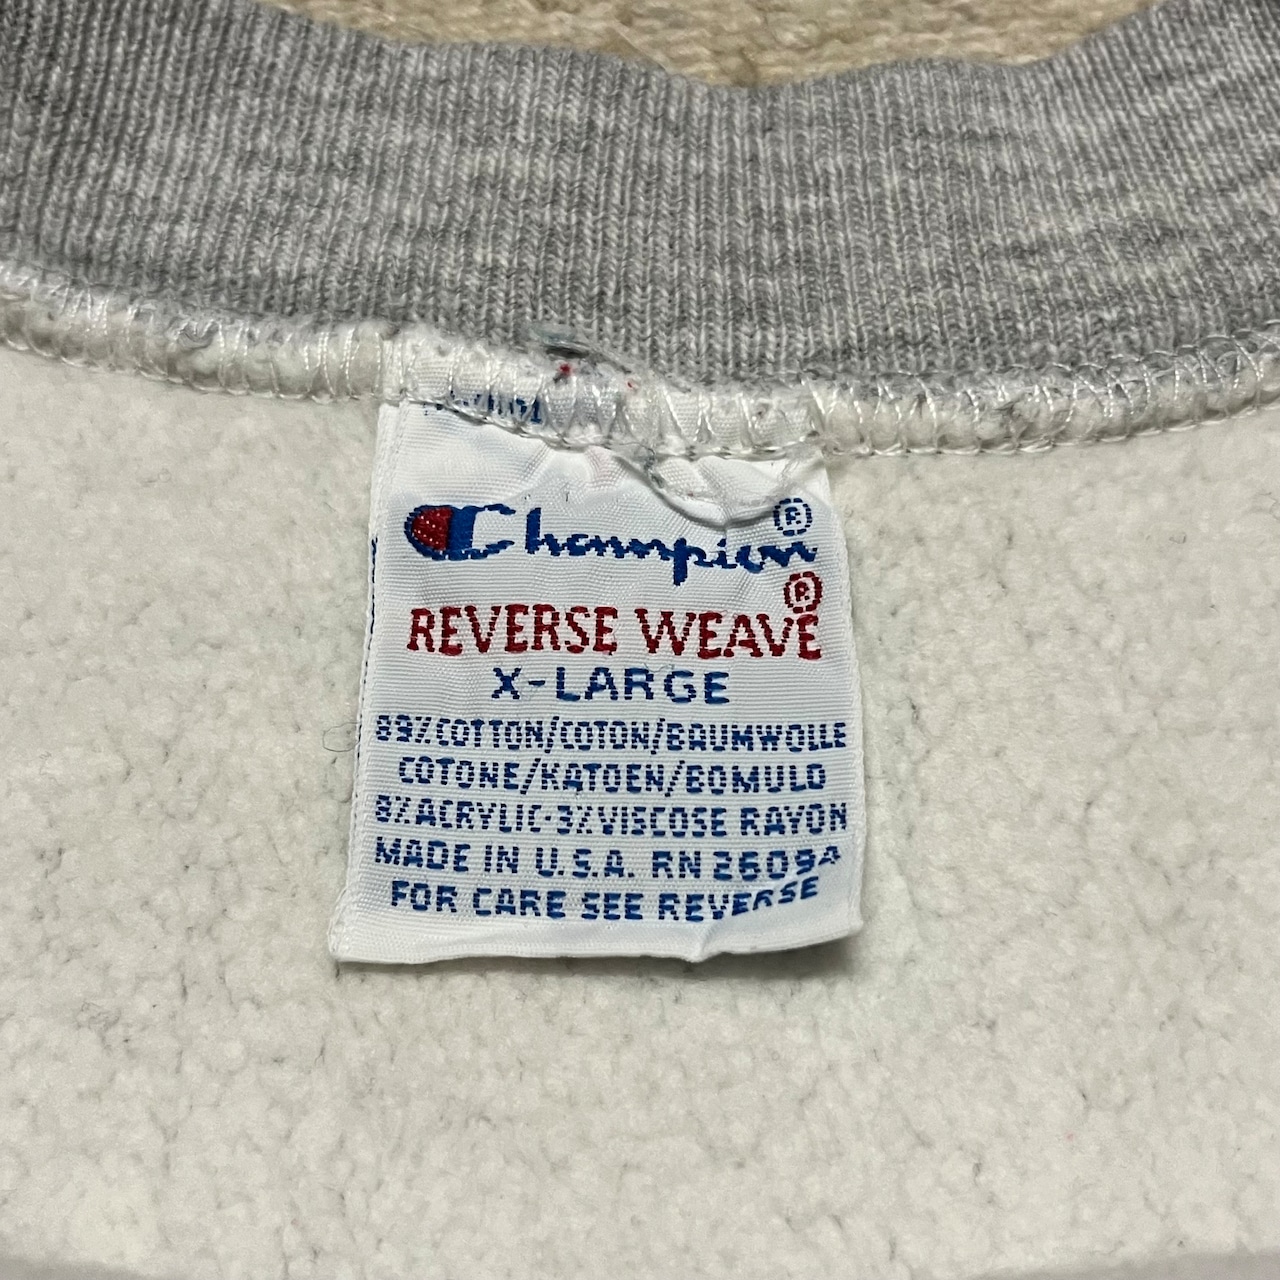 Champion®
REVERSE WEAVE®
X-LARGE
89% COTTON/COTON/BAUMWOLLE
COTONE/KATOEN/BOMULD
8% ACRYLIC-3% VISCOSE RAYON
MADE IN U.S.A. RN 26094
FOR CARE SEE REVERSE